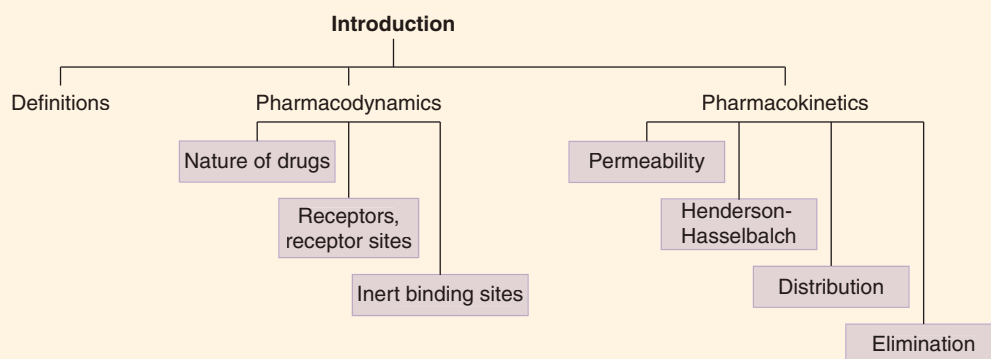 Introduction
Definitions
Pharmacodynamics
Pharmacokinetics
Nature of drugs
Permeability
Receptors,
receptor sites
Henderson-
Hasselbalch
Inert binding sites
Distribution
Elimination